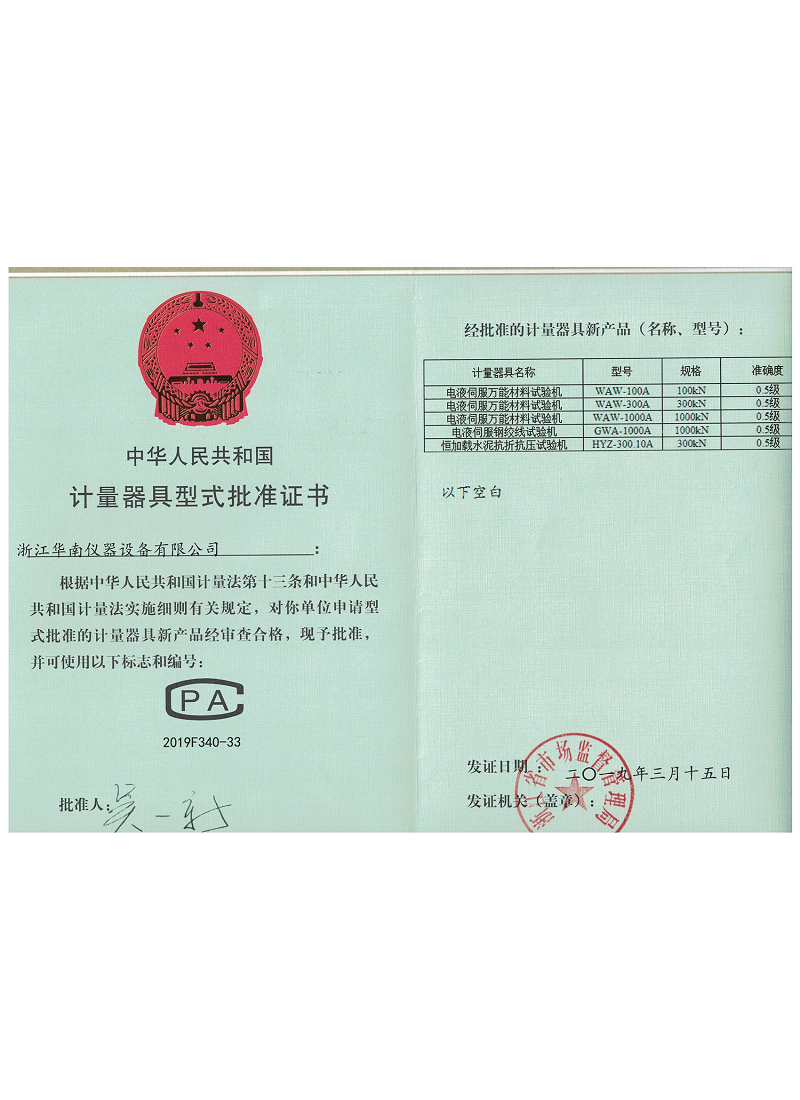 中华人民共和国
计量器具型式批准证书
浙江华南仪器设备有限公司：
根据中华人民共和国计量法第十三条和中华人民
共和国计量法实施细则有关规定，对你单位申请型
式批准的计量器具新产品经审查合格，现予批准，
并可使用以下标志和编号：
CPA
2019F340-33
批准人：
经批准的计量器具新产品（名称、型号）：
计量器具名称 型号 规格 准确度
电液伺服万能材料试验机 WAW-100A 100kN 0.5级
电液伺服万能材料试验机 WAW-300A 300kN 0.5级
电液伺服万能材料试验机 WAW-1000A 1000kN 0.5级
电液伺服钢绞线试验机 GWA-1000A 1000kN 0.5级
恒加载水泥抗折抗压试验机 HYZ-300.10A 300kN 0.5级
以下空白
发证日期：二〇一九年三月十五日
发证机关（盖章）：
浙江省市场监督管理局